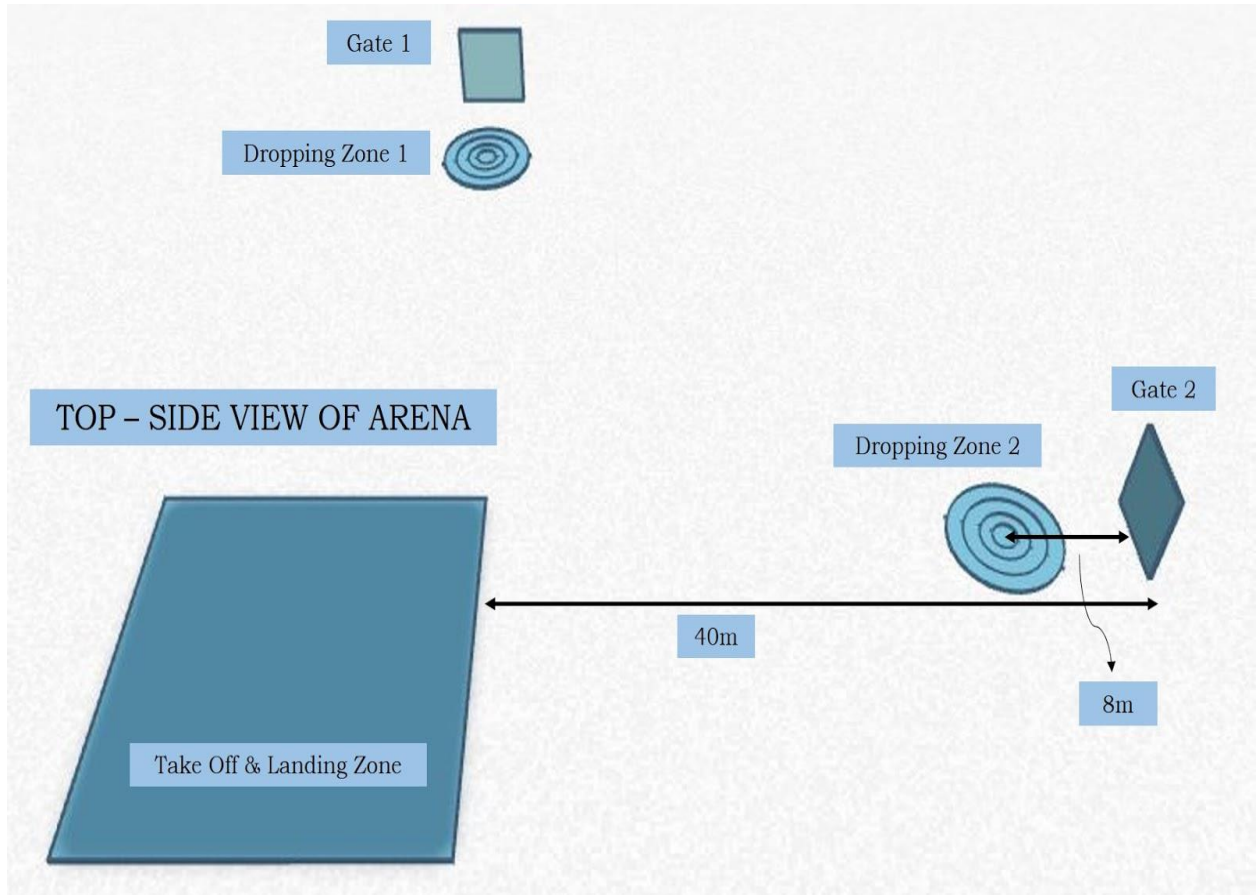 Gate 1
Dropping Zone 1
Gate 2
TOP – SIDE VIEW OF ARENA
Dropping Zone 2
40m
8m
Take Off & Landing Zone